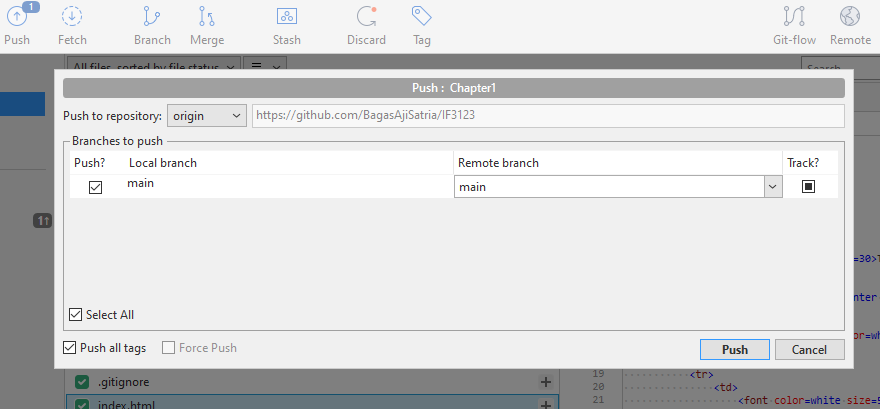 1
Push Fetch Branch Merge Stash Discard Tag Git-flow Remote
All files, sorted by file status
Search
Push : Chapter1
Push to repository: origin https://github.com/BagasAjiSatria/IF3123
Branches to push
Push? Local branch Remote branch Track?
main main
1↑
=30>
nter
or=wh
Select All
Push all tags Force Push Push Cancel
19 <tr>
.gitignore
20 <td>
21 <font color=white size=
index.html